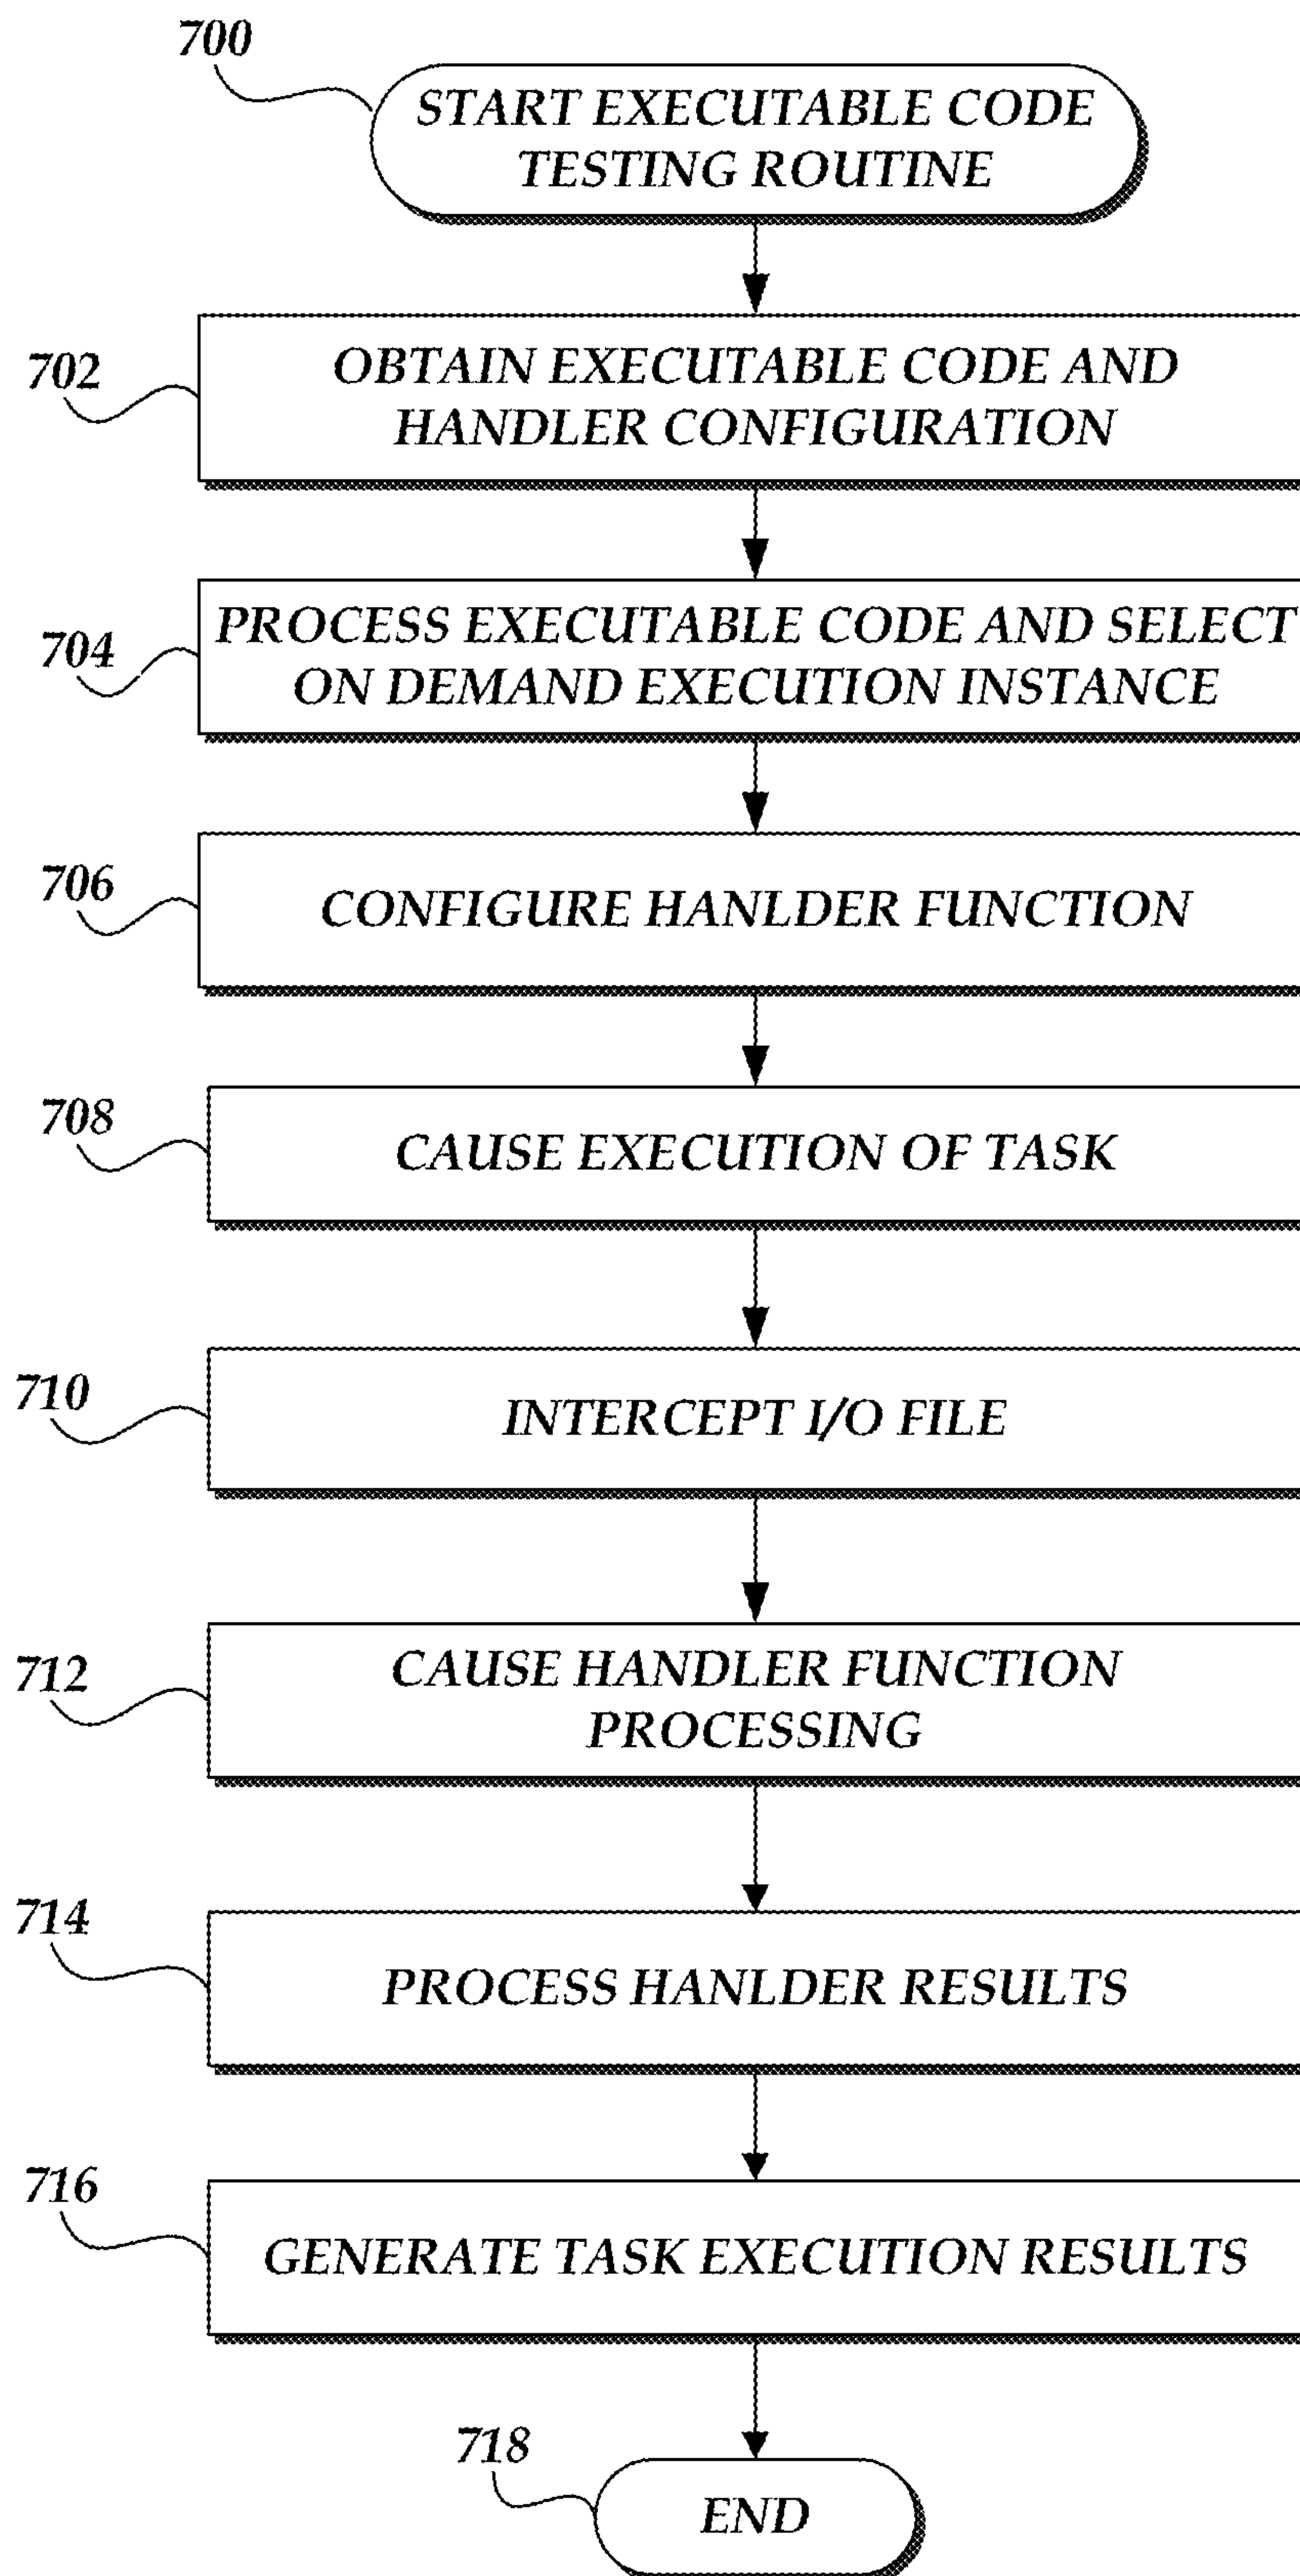 700
START EXECUTABLE CODE
TESTING ROUTINE
702
OBTAIN EXECUTABLE CODE AND
HANDLER CONFIGURATION
704
PROCESS EXECUTABLE CODE AND SELECT
ON DEMAND EXECUTION INSTANCE
706
CONFIGURE HANLDER FUNCTION
708
CAUSE EXECUTION OF TASK
710
INTERCEPT I/O FILE
712
CAUSE HANDLER FUNCTION
PROCESSING
714
PROCESS HANLDER RESULTS
716
GENERATE TASK EXECUTION RESULTS
718
END